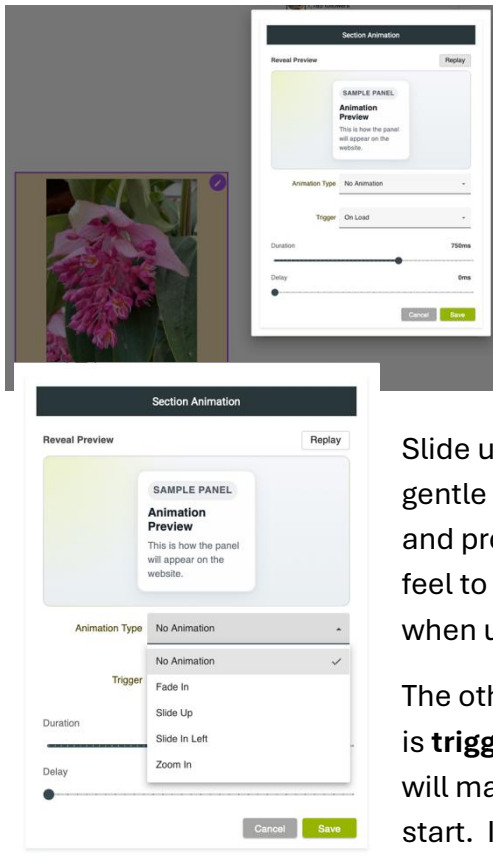 Section Animation
Reveal Preview Replay
SAMPLE PANEL
Animation
Preview
This is how the panel
will appear on the
website.
Animation Type No Animation
Trigger On Load
Duration 750ms
Delay 0ms
Cancel Save
Section Animation
Reveal Preview Replay
SAMPLE PANEL
Animation
Preview
This is how the panel
will appear on the
website.
Animation Type No Animation
No Animation
Trigger
Fade In
Slide Up
Duration
Slide In Left
Zoom In
Delay
Cancel Save
Slide
gentle
and
feel to
when
The
is
will
start.